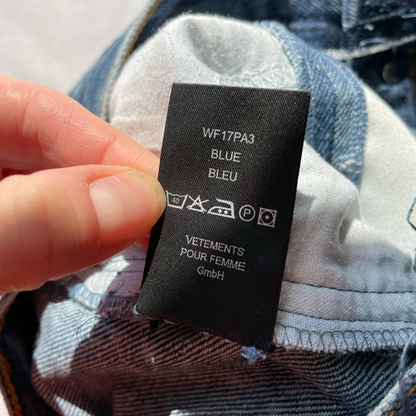 WF17PA3
BLUE
BLEU
40 P
VETEMENTS
POUR FEMME
GmbH